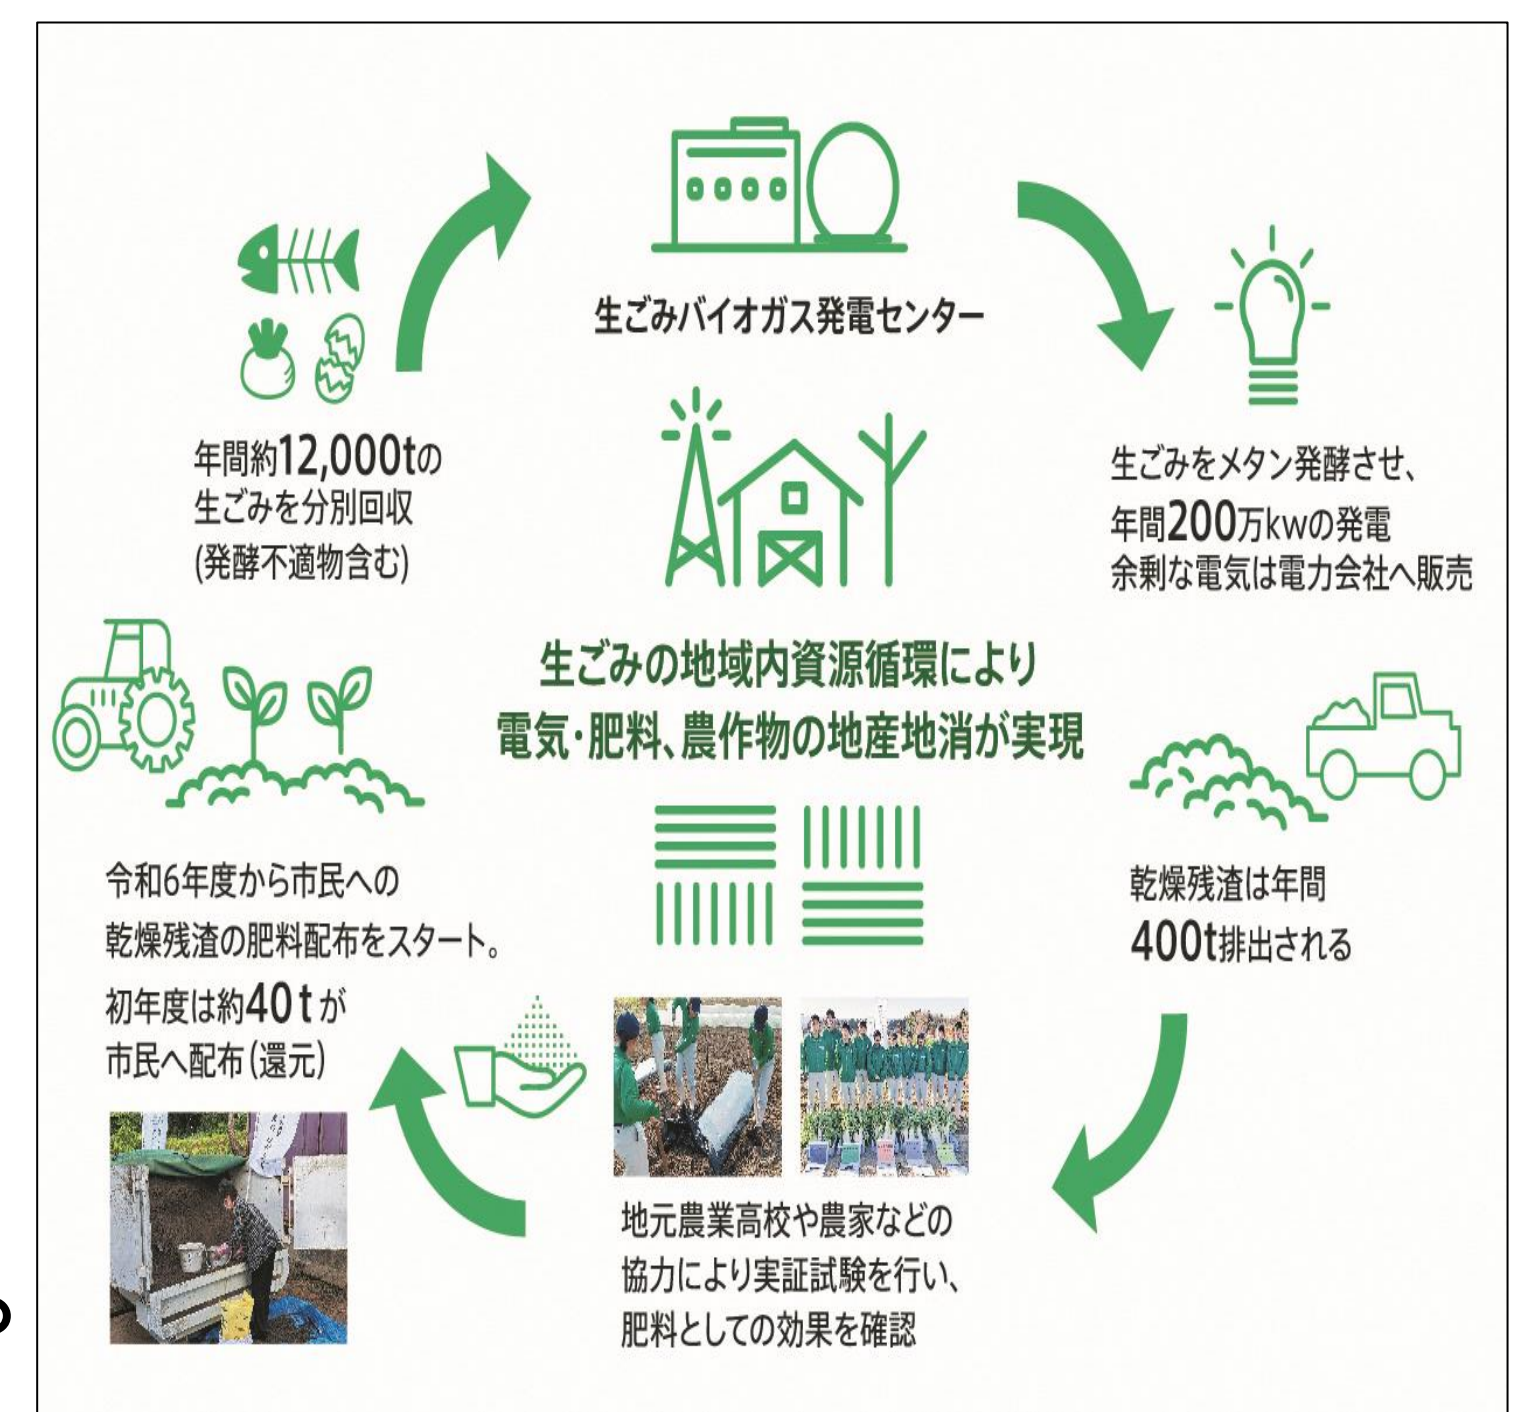 生ごみバイオガス発電センター
年間約12,000tの
生ごみを分別回収
(発酵不適物含む)
生ごみをメタン発酵させ、
年間200万kwの発電
余剰な電気は電力会社へ販売
生ごみの地域内資源循環により
電気・肥料、農作物の地産地消が実現
乾燥残渣は年間
400t排出される
地元農業高校や農家などの
協力により実証試験を行い、
肥料としての効果を確認
令和6年度から市民への
乾燥残渣の肥料配布をスタート。
初年度は約40tが
市民へ配布(還元)